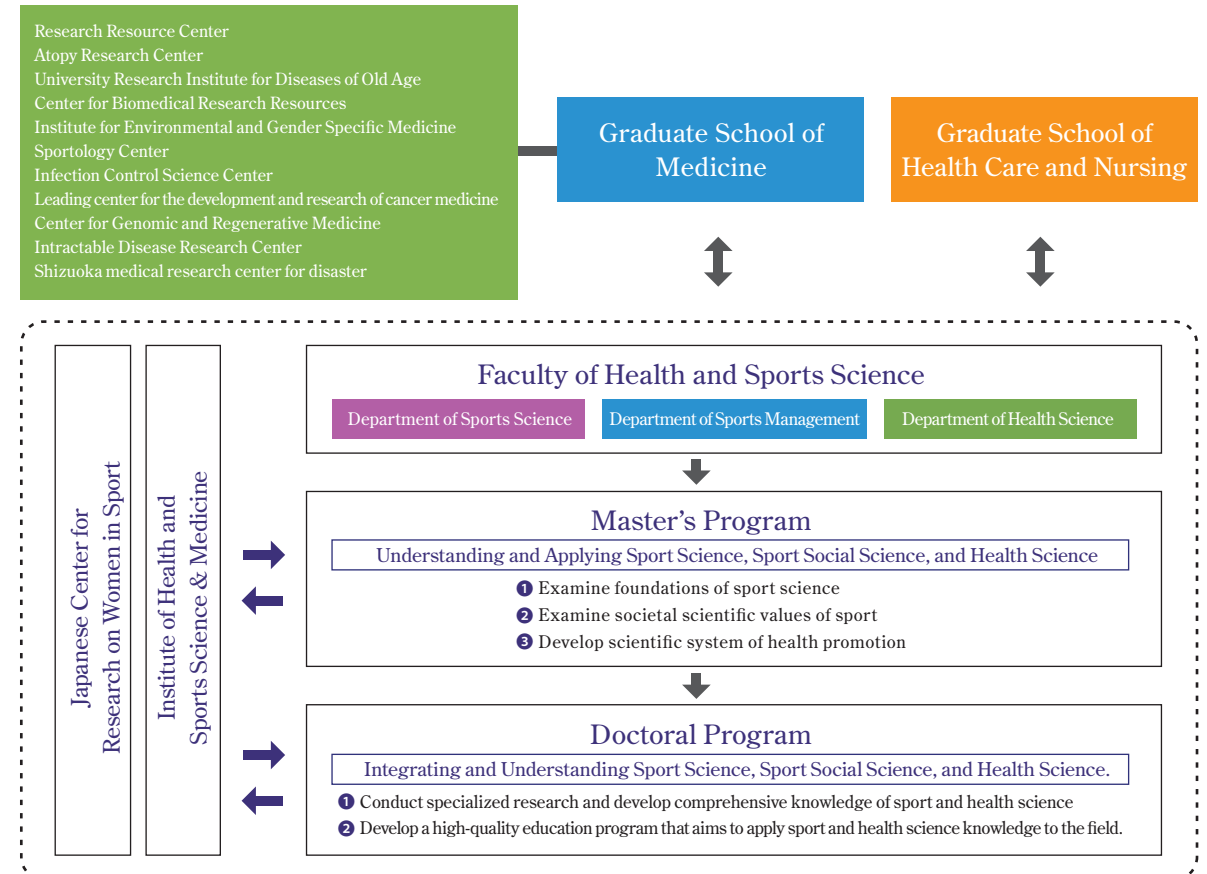 Research Resource Center
Atopy Research Center
University Research Institute for Diseases of Old Age
Center for Biomedical Research Resources
Institute for Environmental and Gender Specific Medicine
Sportology Center
Infection Control Science Center
Leading center for the development and research of cancer medicine
Center for Genomic and Regenerative Medicine
Intractable Disease Research Center
Shizuoka medical research center for disaster
Graduate School of
Medicine
Graduate School of
Health Care and Nursing
Japanese Center for
Research on Women in Sport
Institute of Health and
Sports Science & Medicine
Faculty of Health and Sports Science
Department of Sports Science
Department of Sports Management
Department of Health Science
Master's Program
Understanding and Applying Sport Science, Sport Social Science, and Health Science
❶ Examine foundations of sport science
❷ Examine societal scientific values of sport
❸ Develop scientific system of health promotion
Doctoral Program
Integrating and Understanding Sport Science, Sport Social Science, and Health Science.
❶ Conduct specialized research and develop comprehensive knowledge of sport and health science
❷ Develop a high-quality education program that aims to apply sport and health science knowledge to the field.